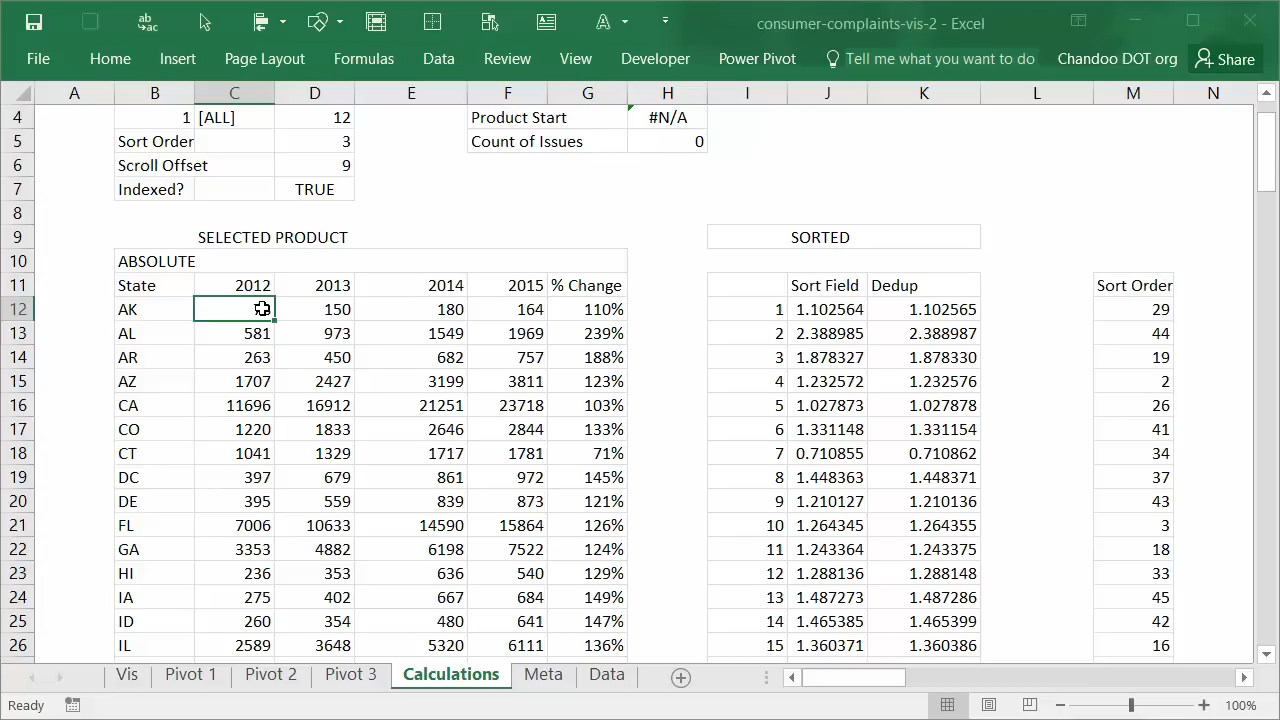 ab
ac
A
consumer-complaints-vis-2 - Excel
File Home Insert Page Layout Formulas Data Review View Developer Power Pivot Tell me what you want to do Chandoo DOT org Share
A B C D E F G H I J K L M N
4 1 [ALL] 12 Product Start #N/A
5 Sort Order 3 Count of Issues 0
6 Scroll Offset 9
7 Indexed? TRUE
8
9 SELECTED PRODUCT SORTED
10 ABSOLUTE
11 State 2012 2013 2014 2015 % Change Sort Field Dedup Sort Order
12 AK 150 180 164 110% 1 1.102564 1.102565 29
13 AL 581 973 1549 1969 239% 2 2.388985 2.388987 44
14 AR 263 450 682 757 188% 3 1.878327 1.878330 19
15 AZ 1707 2427 3199 3811 123% 4 1.232572 1.232576 2
16 CA 11696 16912 21251 23718 103% 5 1.027873 1.027878 26
17 CO 1220 1833 2646 2844 133% 6 1.331148 1.331154 41
18 CT 1041 1329 1717 1781 71% 7 0.710855 0.710862 34
19 DC 397 679 861 972 145% 8 1.448363 1.448371 37
20 DE 395 559 839 873 121% 9 1.210127 1.210136 43
21 FL 7006 10633 14590 15864 126% 10 1.264345 1.264355 3
22 GA 3353 4882 6198 7522 124% 11 1.243364 1.243375 18
23 HI 236 353 636 540 129% 12 1.288136 1.288148 33
24 IA 275 402 667 684 149% 13 1.487273 1.487286 45
25 ID 260 354 480 641 147% 14 1.465385 1.465399 42
26 IL 2589 3648 5320 6111 136% 15 1.360371 1.360386 16
Vis Pivot 1 Pivot 2 Pivot 3 Calculations Meta Data
Ready 100%